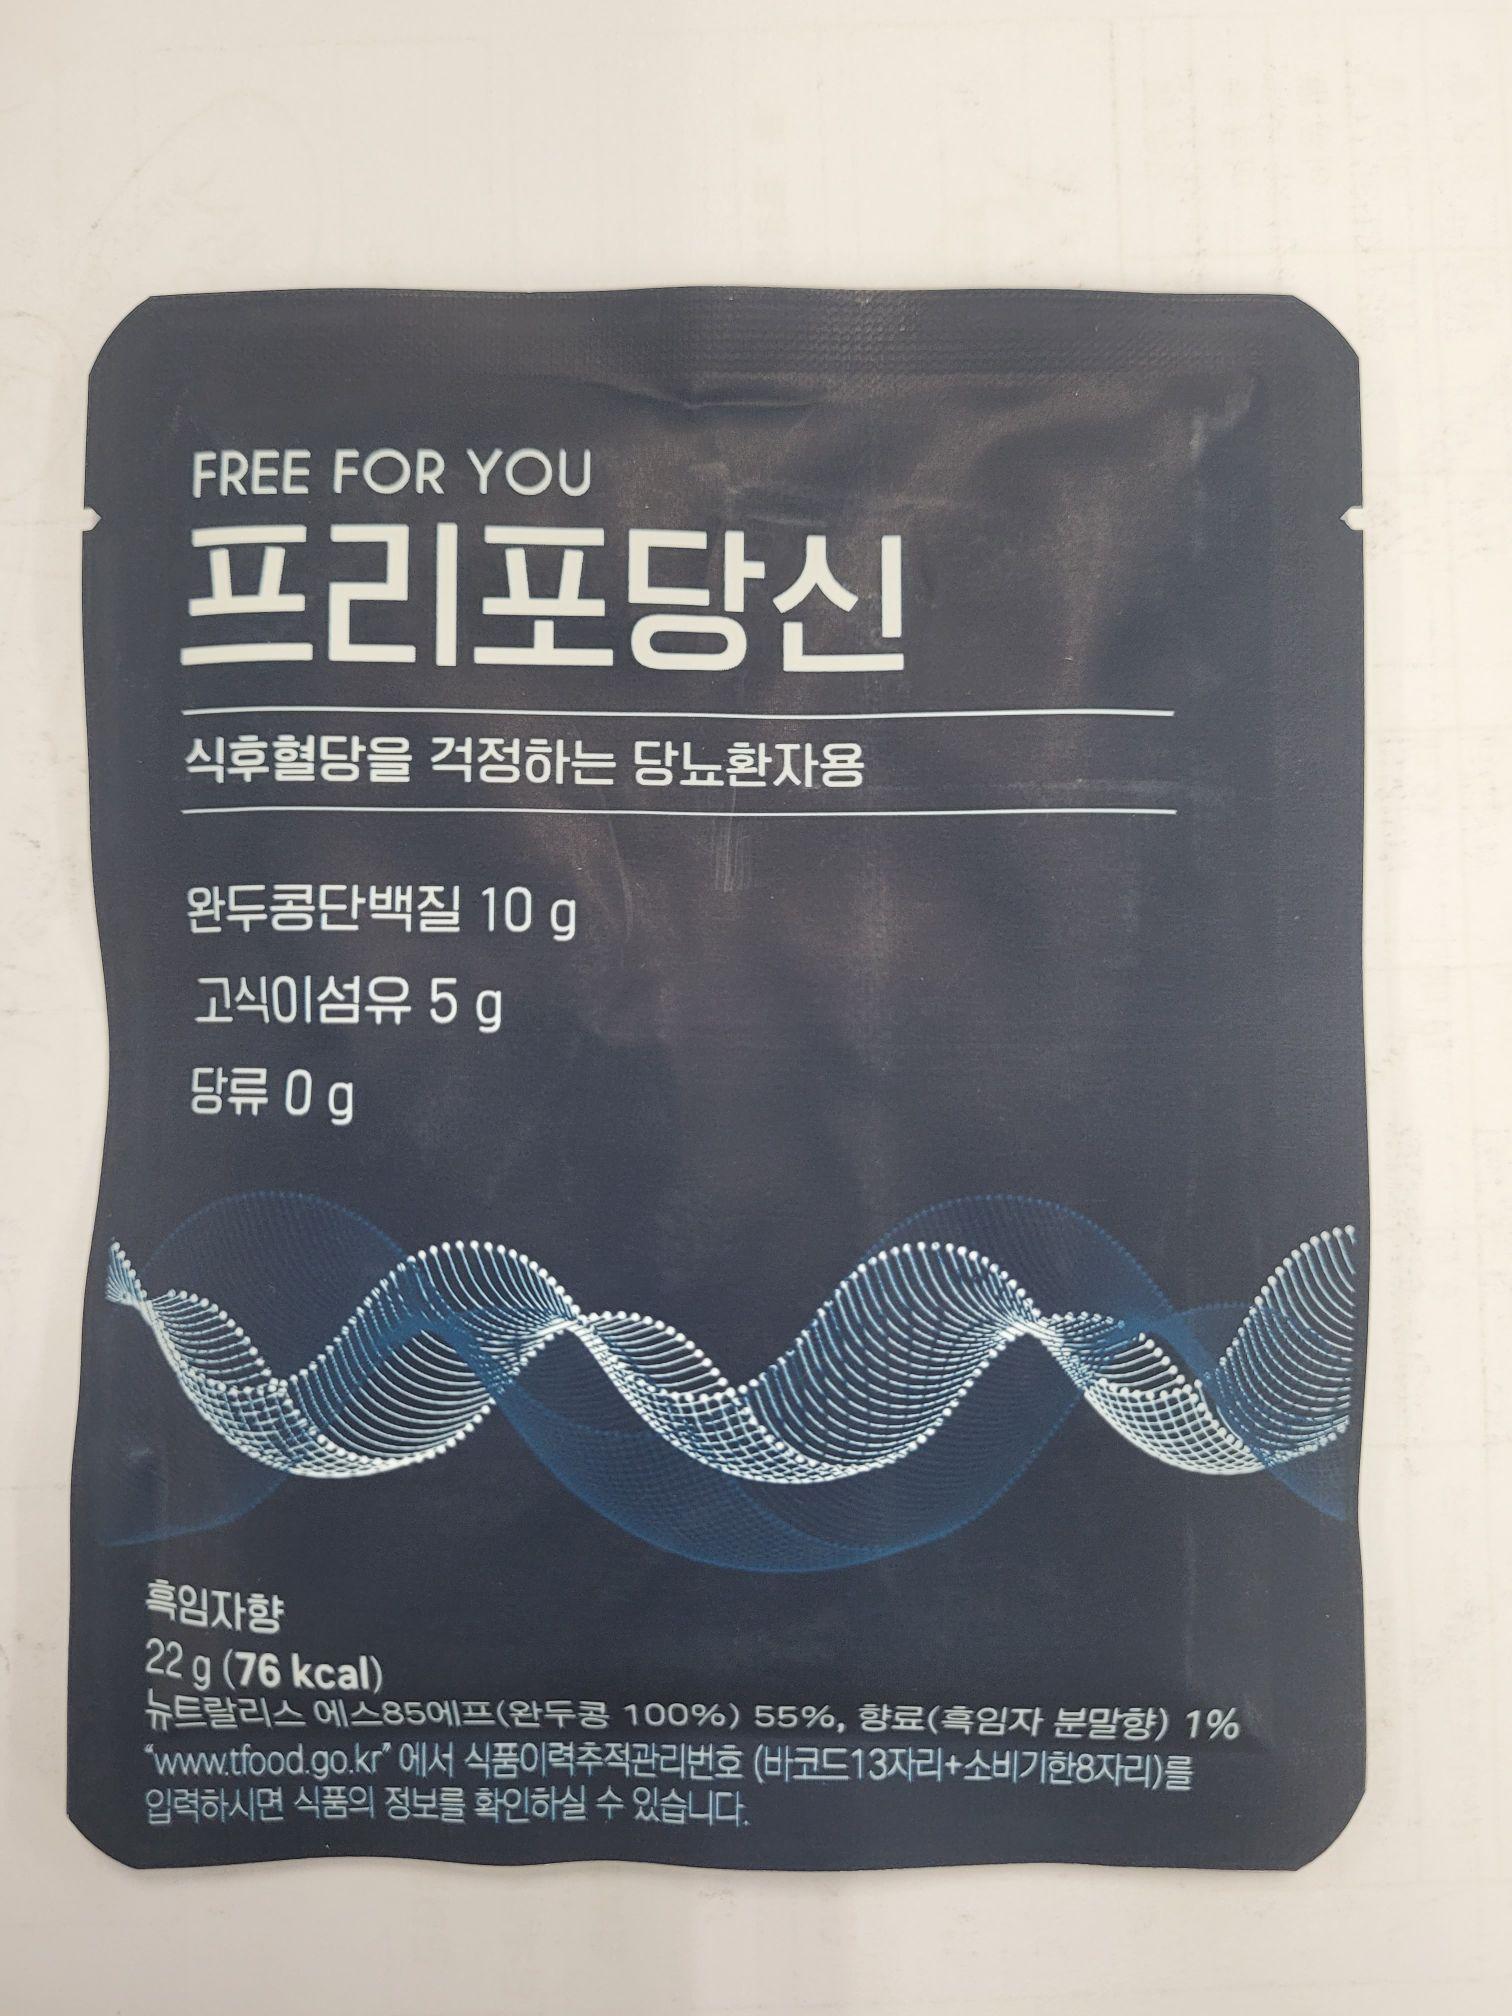 FREE FOR YOU
프리포당신
식후혈당을 걱정하는 당뇨환자용
완두콩단백질 10 g
고식이섬유 5 g
당류 0 g
흑임자향
22 g (76 kcal)
뉴트랄리스 에스85에프(완두콩 100%) 55%, 향료(흑임자 분말향) 1%
“www.tfood.go.kr” 에서 식품이력추적관리번호 (바코드13자리+소비기한8자리)를
입력하시면 식품의 정보를 확인하실 수 있습니다.